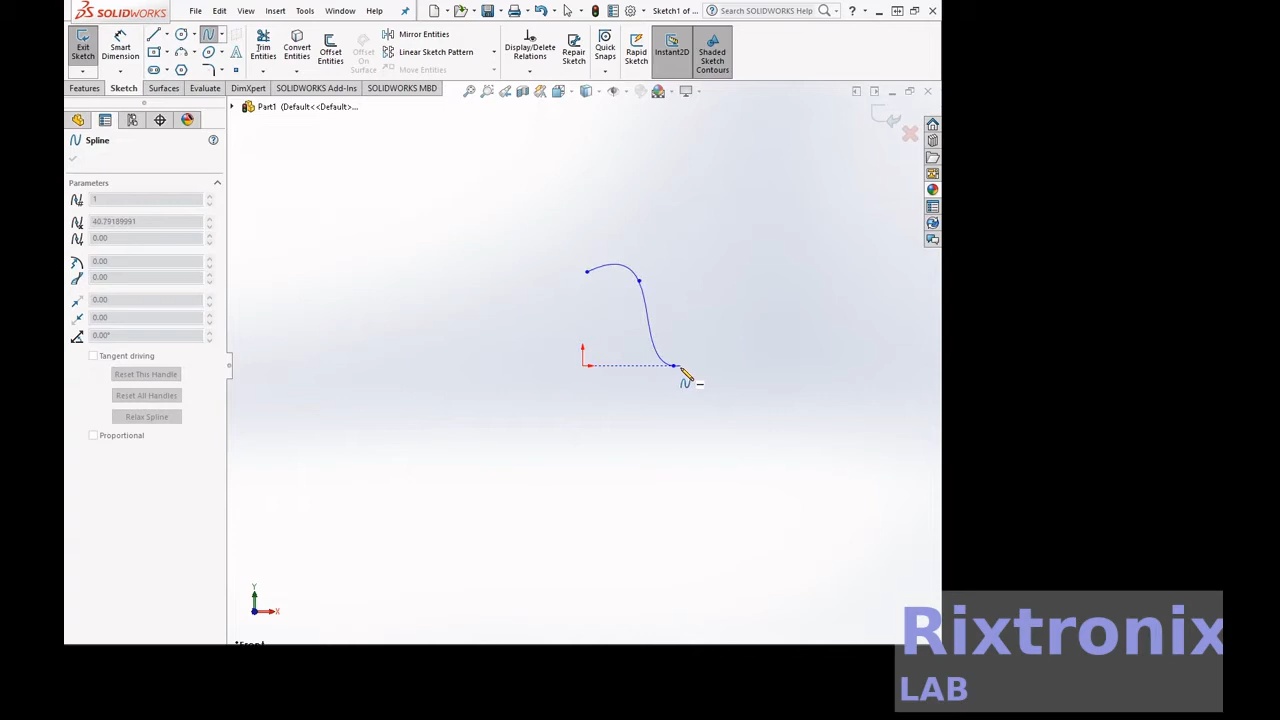 SOLIDWORKS File Edit View Insert Tools Window Help Sketch1 of ... Search SOLIDWORKS Help
Exit Sketch
Smart Dimension
Trim Entities
Convert Entities
Offset Entities
Offset On Surface
Mirror Entities
Linear Sketch Pattern
Move Entities
Display/Delete Relations
Repair Sketch
Quick Snaps
Rapid Sketch
Instant2D
Shaded Sketch Contours
Features Sketch Surfaces Evaluate DimXpert SOLIDWORKS Add-Ins SOLIDWORKS MBD
Part1 (Default<<Default>...
Spline
Parameters
1
40.79189991
0.00
0.00
0.00
0.00
0.00
0.00°
Tangent driving
Reset This Handle
Reset All Handles
Relax Spline
Proportional
Y
X
*Front
Rixtronix
LAB